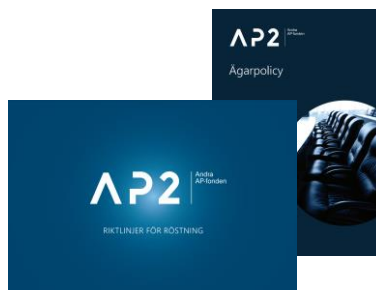 AP2
Andra
AP-fonden
Ägarpolicy
AP2
Andra
AP-fonden
RIKTLINJER FÖR RÖSTNING